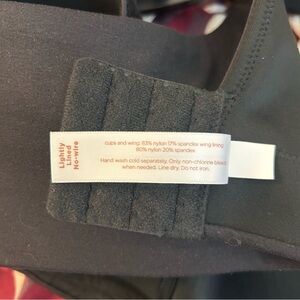 Lightly
Lined
No-wire
cups and wing: 83% nylon 17% spandex wing lining:
80% nylon 20% spandex
Hand wash cold separately. Only non-chlorine bleach
when needed. Line dry. Do not iron.